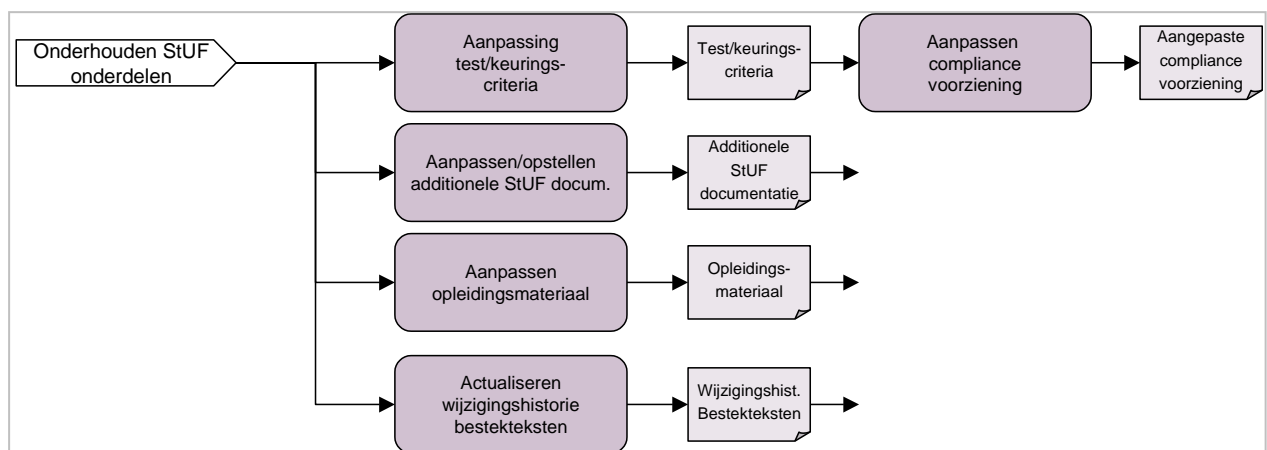 Onderhouden StUF
onderdelen
Aanpassing
test/keurings-
criteria
Test/keurings-
criteria
Aanpassen
compliance
voorziening
Aangepaste
compliance
voorziening
Aanpassen/opstellen
additionele StUF docum.
Additionele
StUF
documentatie
Aanpassen
opleidingsmateriaal
Opleidings-
materiaal
Actualiseren
wijzigingshistorie
bestekteksten
Wijzigingshist.
Bestekteksten